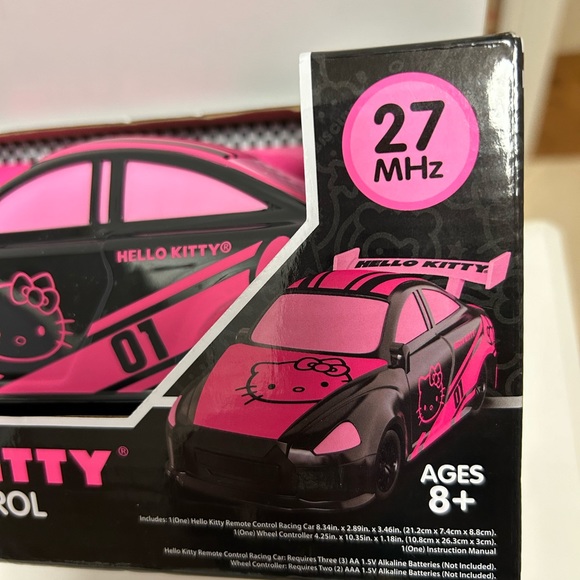 27
MHz
HELLO KITTY®
HELLO KITTY
01
01
ITTY®
ROL
AGES
8+
Includes: 1(One) Hello Kitty Remote Control Racing Car 8.34in. x 2.89in. x 3.46in. (21.2cm x 7.4cm x 8.8cm).
1(One) Wheel Controller 4.25in. x 10.35in. x 1.18in. (10.8cm x 26.3cm x 3cm).
1(One) Instruction Manual
Hello Kitty Remote Control Racing Car: Requires Three (3) AA 1.5V Alkaline Batteries (Not Included).
Wheel Controller: Requires Two (2) AAA 1.5V Alkaline Batteries (Not Included).